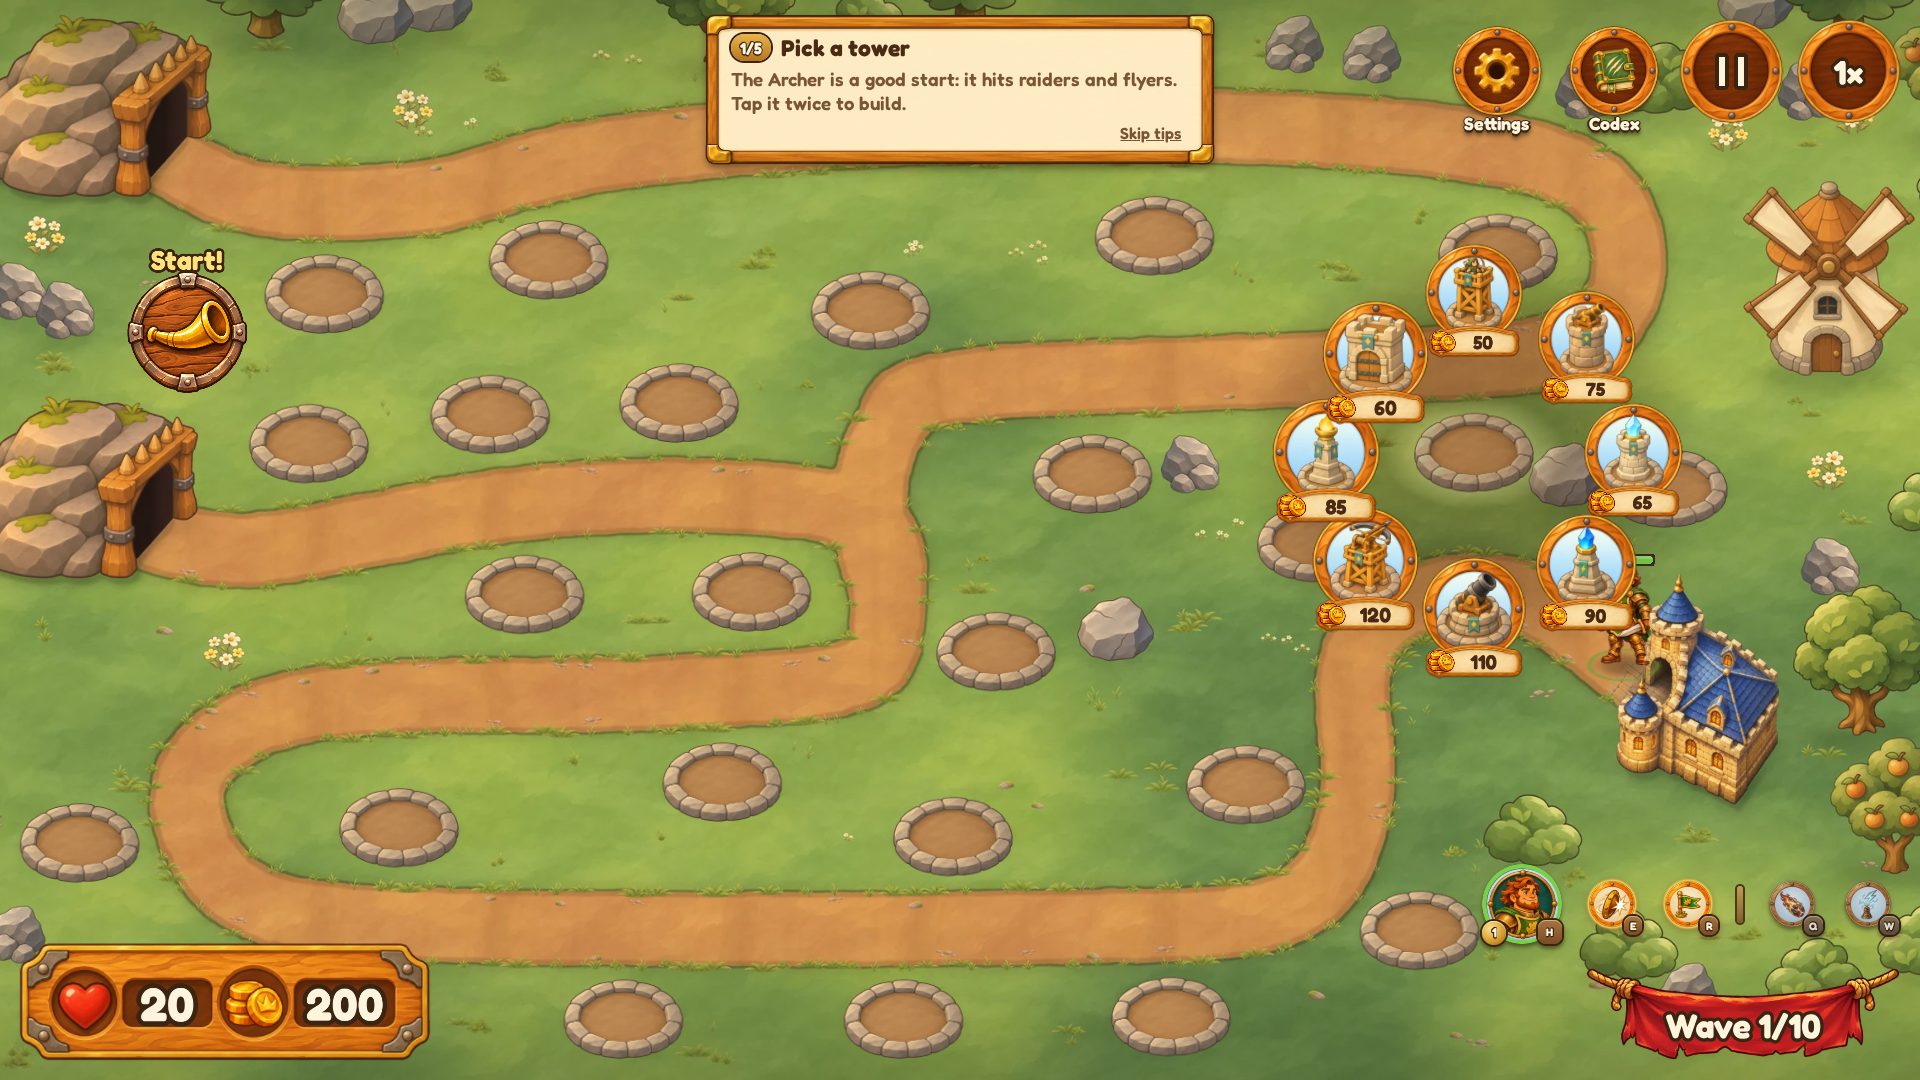 1/5 Pick a tower
The Archer is a good start: it hits raiders and flyers.
Tap it twice to build.
Skip tips
Settings
Codex
1x
Start!
50
60
75
85
65
120
90
110
1
H
E
R
Q
W
20
200
Wave 1/10